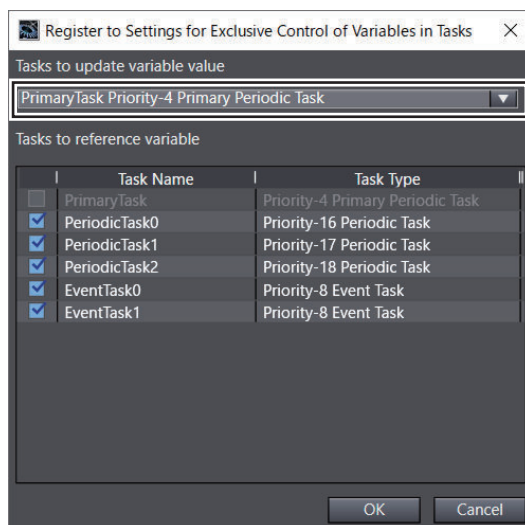 Register to Settings for Exclusive Control of Variables in Tasks
Tasks to update variable value
PrimaryTask Priority-4 Primary Periodic Task
Tasks to reference variable
Task Name Task Type
PrimaryTask Priority-4 Primary Periodic Task
PeriodicTask0 Priority-16 Periodic Task
PeriodicTask1 Priority-17 Periodic Task
PeriodicTask2 Priority-18 Periodic Task
EventTask0 Priority-8 Event Task
EventTask1 Priority-8 Event Task
OK Cancel